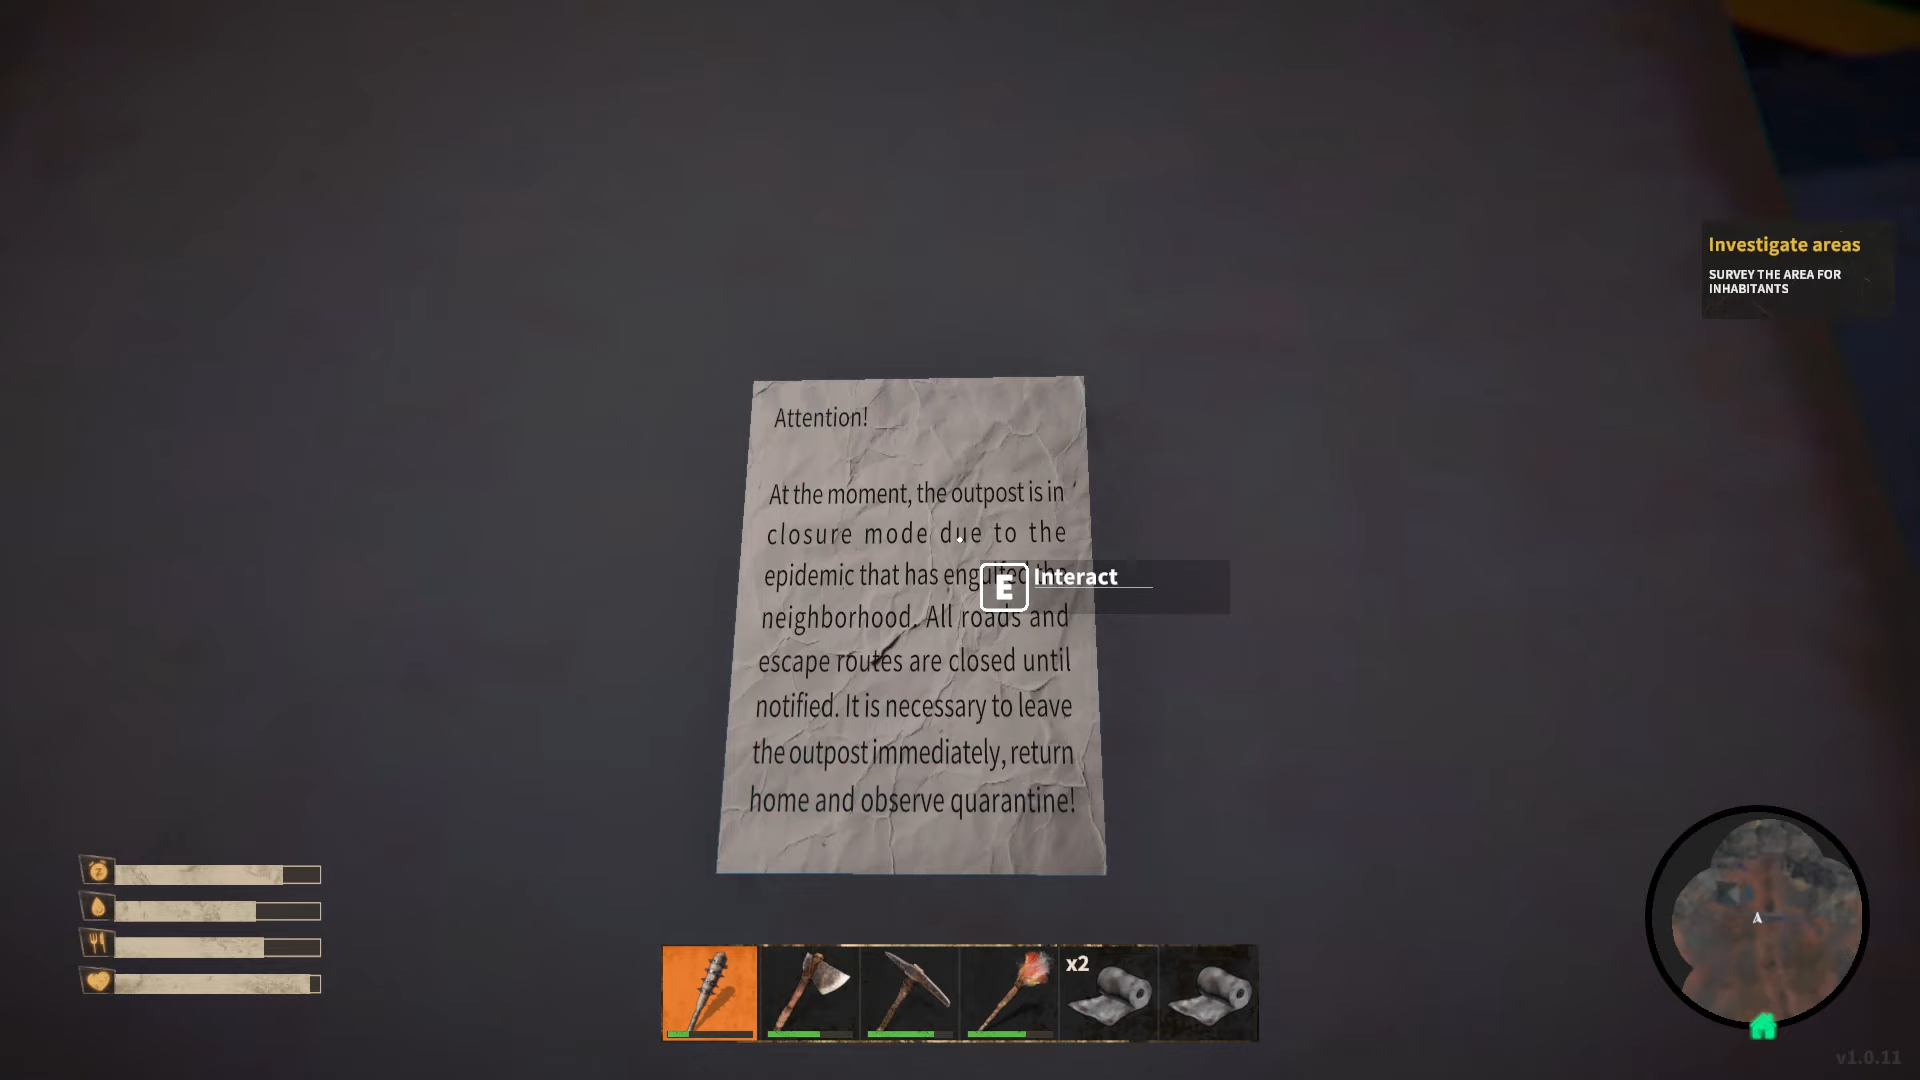 Investigate areas
SURVEY THE AREA FOR
INHABITANTS
Attention!
At the moment, the outpost is in
closure mode due to the
epidemic that has engulfed the
neighborhood. All roads and
escape routes are closed until
notified. It is necessary to leave
the outpost immediately, return
home and observe quarantine!
E Interact
x2
v1.0.11